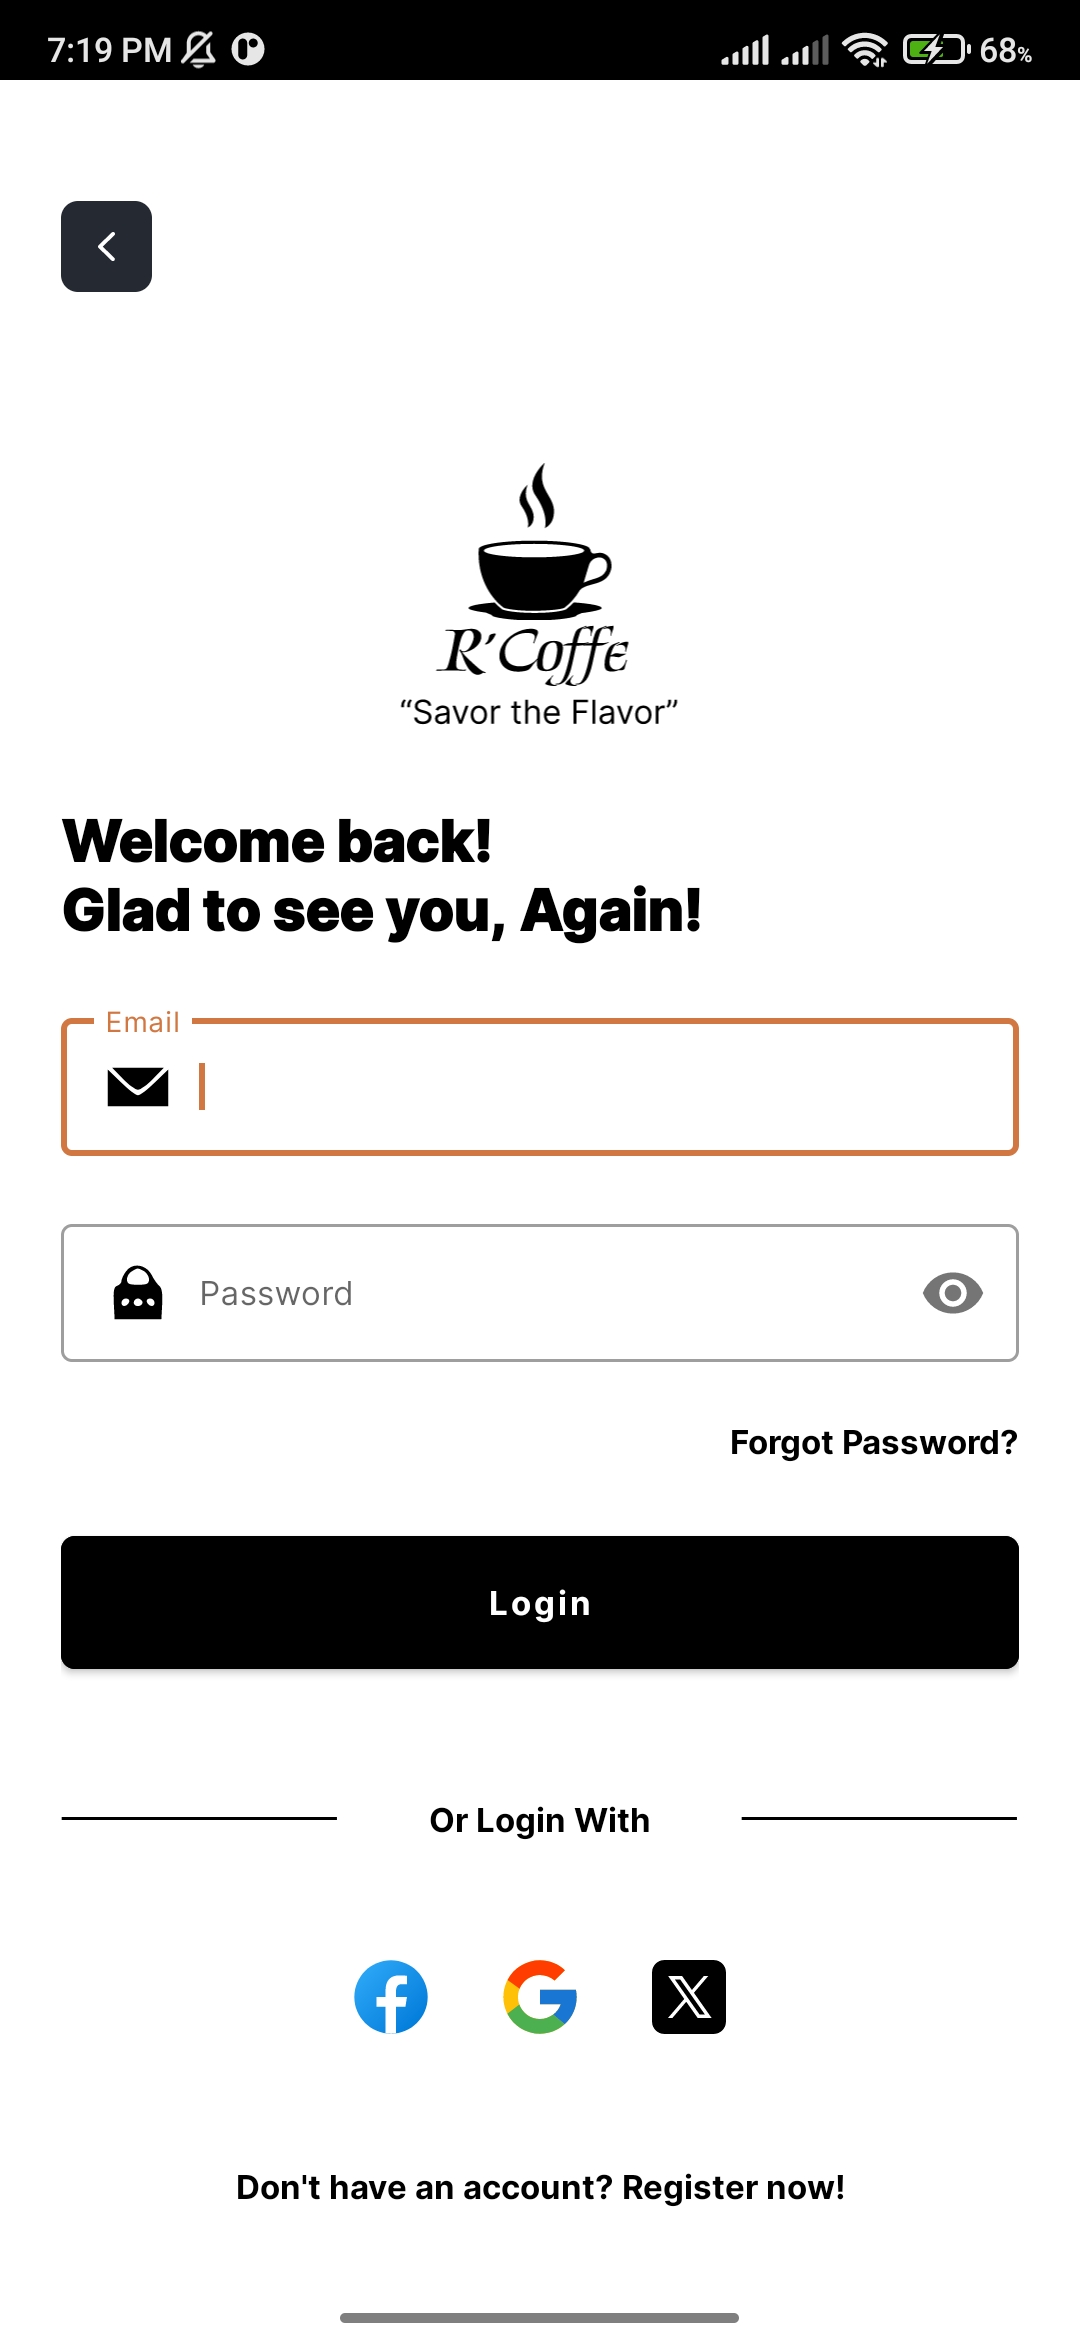 7:19 PM 68%
R'Coffe
“Savor the Flavor”
Welcome back!
Glad to see you, Again!
Email
Password
Forgot Password?
Login
Or Login With
Don't have an account? Register now!